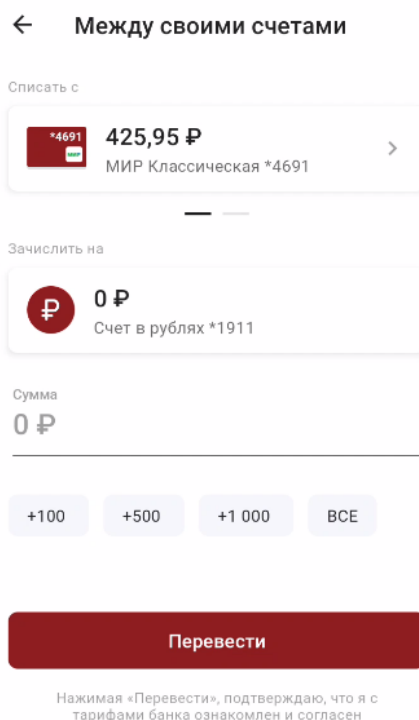 Между своими счетами
Списать с
*4691
МИР
425,95 ₽
МИР Классическая *4691
Зачислить на
₽
0 ₽
Счет в рублях *1911
Сумма
0 ₽
+100
+500
+1 000
ВСЕ
Перевести
Нажимая «Перевести», подтверждаю, что я с
тарифами банка ознакомлен и согласен